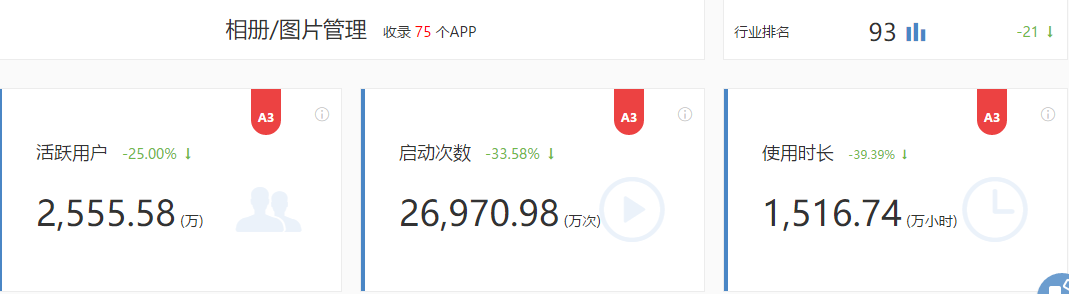 相册/图片管理 收录 75 个APP
行业排名 93 -21 ↓
A3
活跃用户 -25.00% ↓
2,555.58 (万)
A3
启动次数 -33.58% ↓
26,970.98 (万次)
A3
使用时长 -39.39% ↓
1,516.74 (万小时)